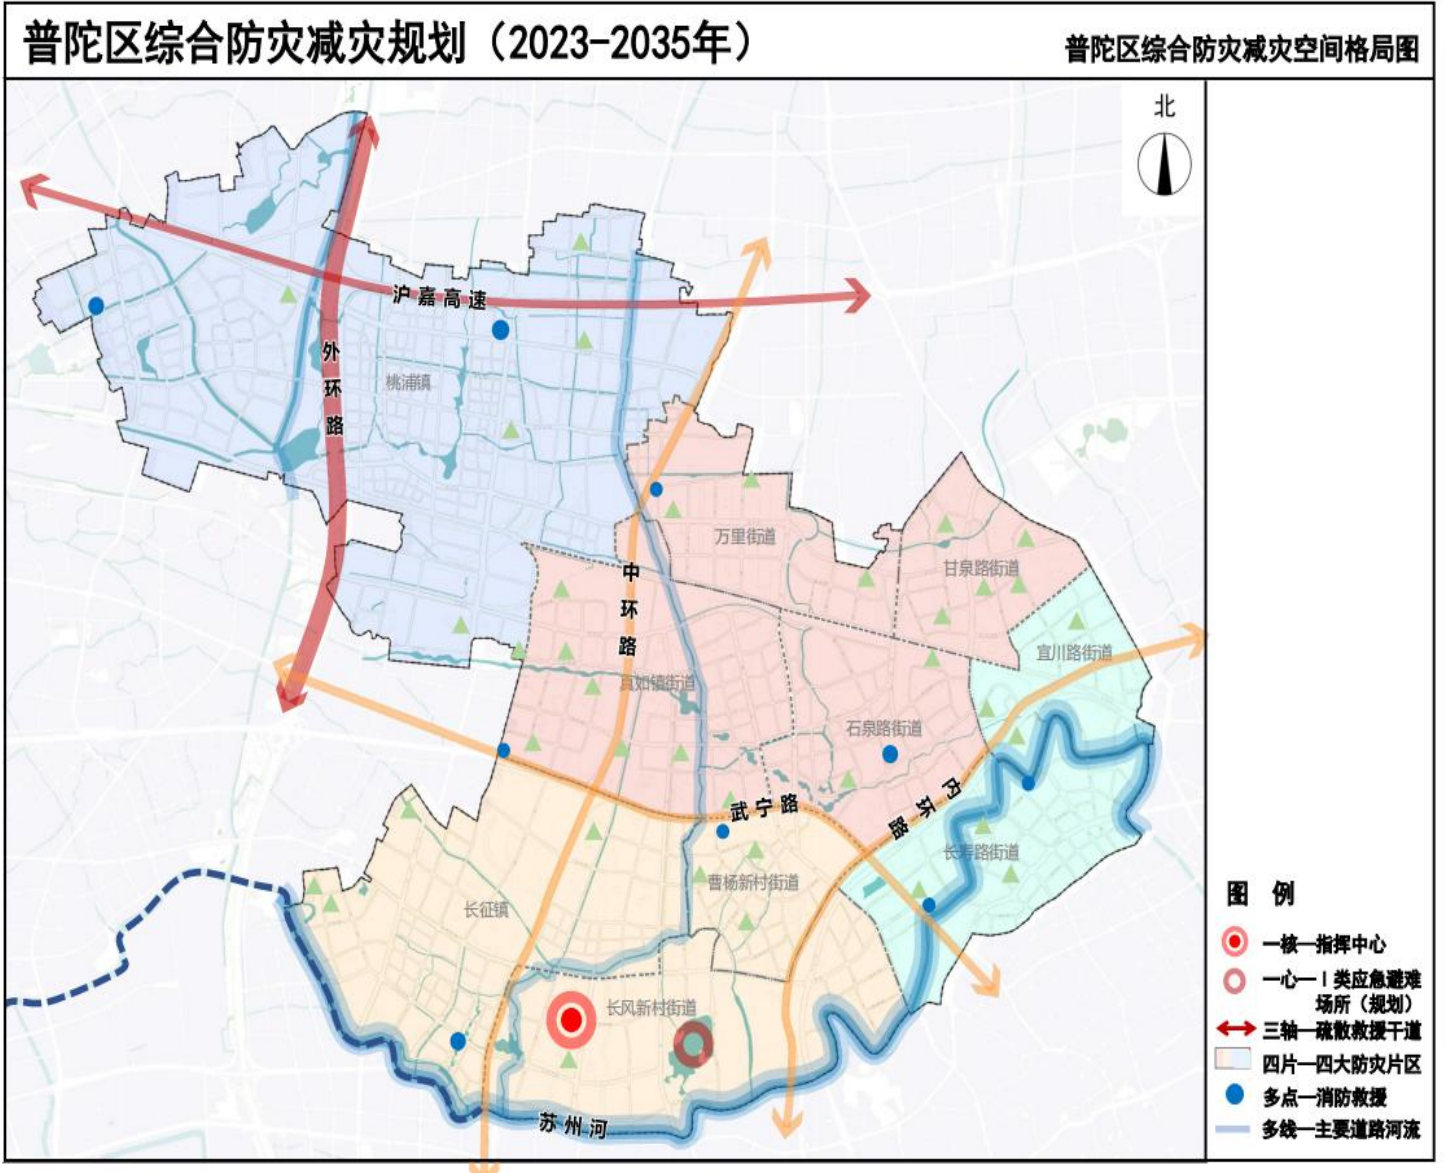 普陀区综合防灾减灾规划（2023-2035年）
普陀区综合防灾减灾空间格局图
北
沪嘉高速
外环路
桃浦镇
万里街道
甘泉路街道
中环路
宜川路街道
真如镇街道
石泉路街道
内环路
武宁路
长寿路街道
曹杨新村街道
长征镇
长风新村街道
苏州河
图 例
一核—指挥中心
一心—Ⅰ类应急避难
场所（规划）
三轴—疏散救援干道
四片—四大防灾片区
多点—消防救援
多线—主要道路河流